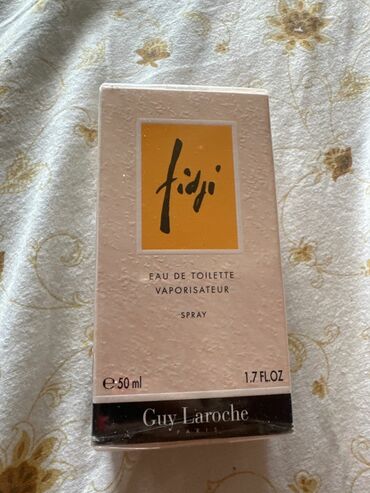 fidji
EAU DE TOILETTE
VAPORISATEUR
SPRAY
℮ 50 ml 1.7 FL.OZ
Guy Laroche
PARIS